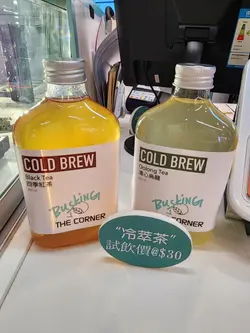 COLD BREW
Black Tea
四季紅茶
BUSKING
THE CORNER
COLD BREW
Oolong Tea
BUSKING
THE CORNER
“冷萃茶”
試飲價@$30